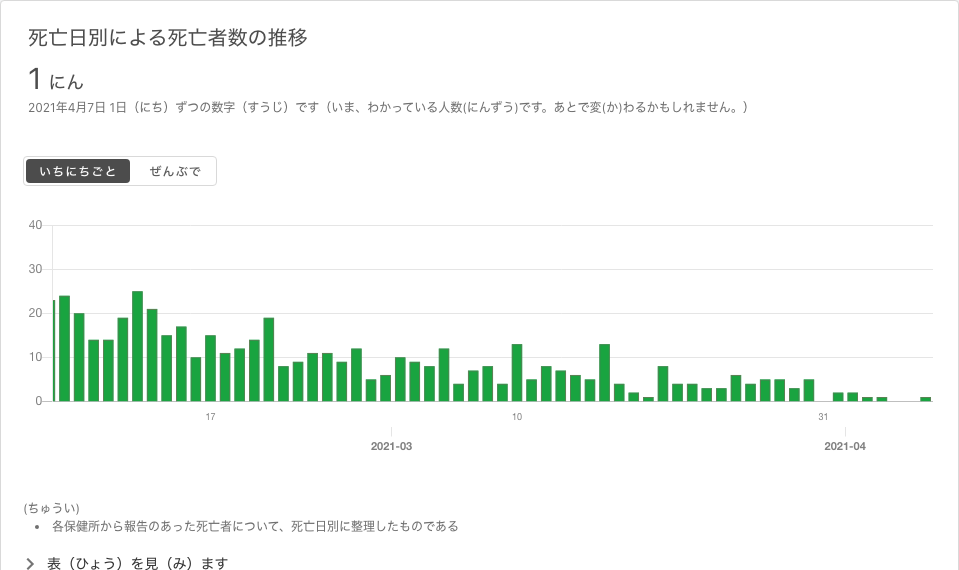 死亡日別による死亡者数の推移
1 にん
2021年4月7日 1日（にち）ずつの数字（すうじ）です（いま、わかっている人数(にんずう)です。あとで変(か)わるかもしれません。）
いちにちごと ぜんぶで
40
30
20
10
0
17 10 31
2021-03 2021-04
(ちゅうい)
• 各保健所から報告のあった死亡者について、死亡日別に整理したものである
表（ひょう）を見（み）ます